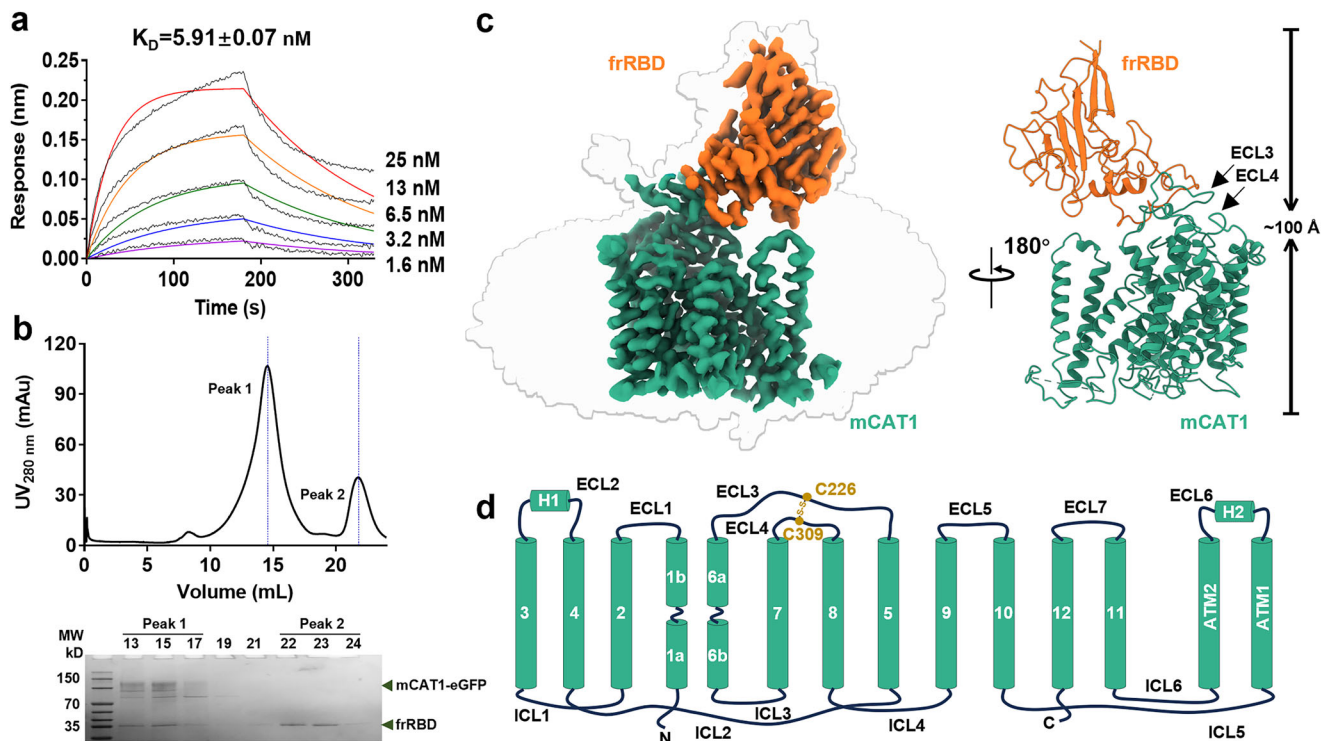 a
K_D=5.91±0.07 nM
Response (nm)
0.25
0.20
0.15
0.10
0.05
0.00
0 100 200 300
Time (s)
25 nM
13 nM
6.5 nM
3.2 nM
1.6 nM
b
UV280 nm (mAu)
120
90
60
30
0
Peak 1
Peak 2
0 5 10 15 20
Volume (mL)
MW
kD
Peak 1
Peak 2
13 15 17 19 21 22 23 24
150
70
35
mCAT1-eGFP
frRBD
c
frRBD
mCAT1
180°
frRBD
ECL3
ECL4
~100 Å
mCAT1
d
H1
ECL2
ECL1
ECL3
C226
s-s
ECL4
C309
ECL5
ECL7
ECL6
H2
3
4
2
1b
1a
6a
6b
7
8
5
9
10
12
11
ATM2
ATM1
ICL1
N
ICL2
ICL3
ICL4
C
ICL6
ICL5